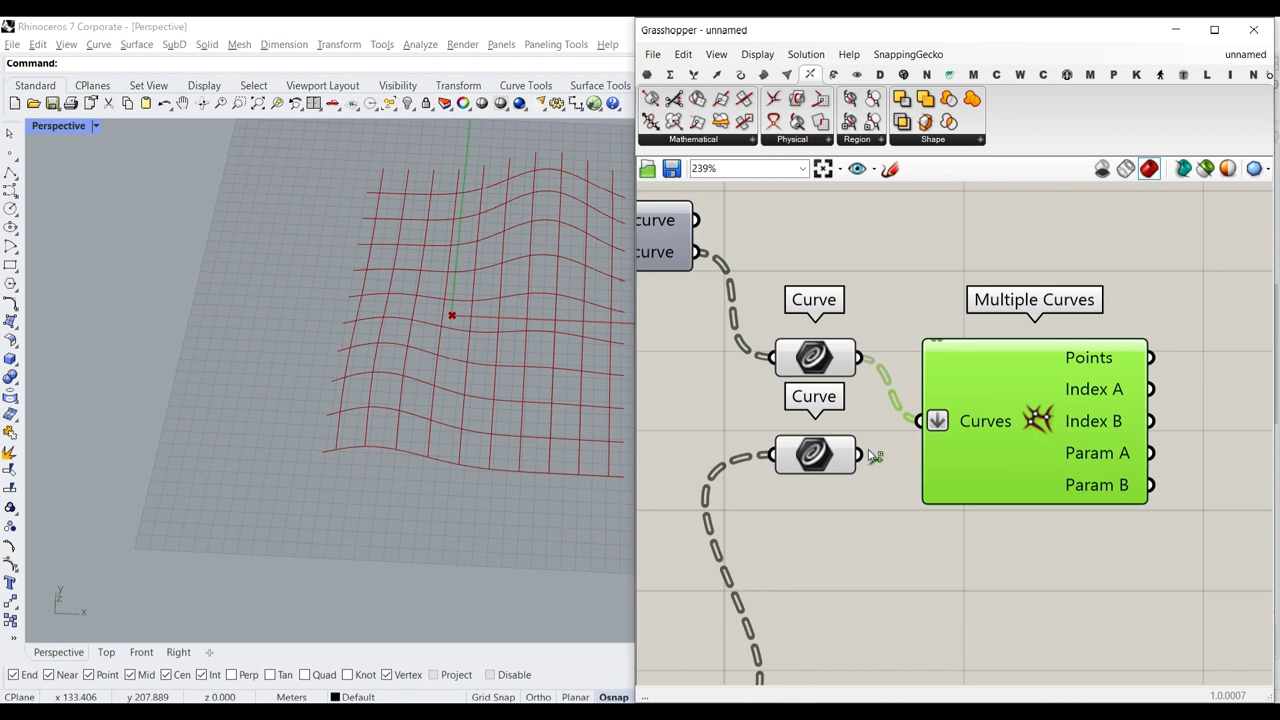 Rhinoceros 7 Corporate - [Perspective]
File Edit View Curve Surface SubD Solid Mesh Dimension Transform Tools Analyze Render Panels Paneling Tools Help
Command:
Standard CPlanes Set View Display Select Viewport Layout Visibility Transform Curve Tools Surface Tools
Perspective
y
z
x
Perspective Top Front Right
End Near Point Mid Cen Int Perp Tan Quad Knot Vertex Project Disable
CPlane x 133.406 y 207.889 z 0.000 Meters Default Grid Snap Ortho Planar Osnap
Grasshopper - unnamed
File Edit View Display Solution Help SnappingGecko unnamed
D N M C W C M P K L I N
Mathematical Physical Region Shape
239%
curve
curve
Curve
Multiple Curves
Curve
Curves
Points
Index A
Index B
Param A
Param B
...
1.0.0007